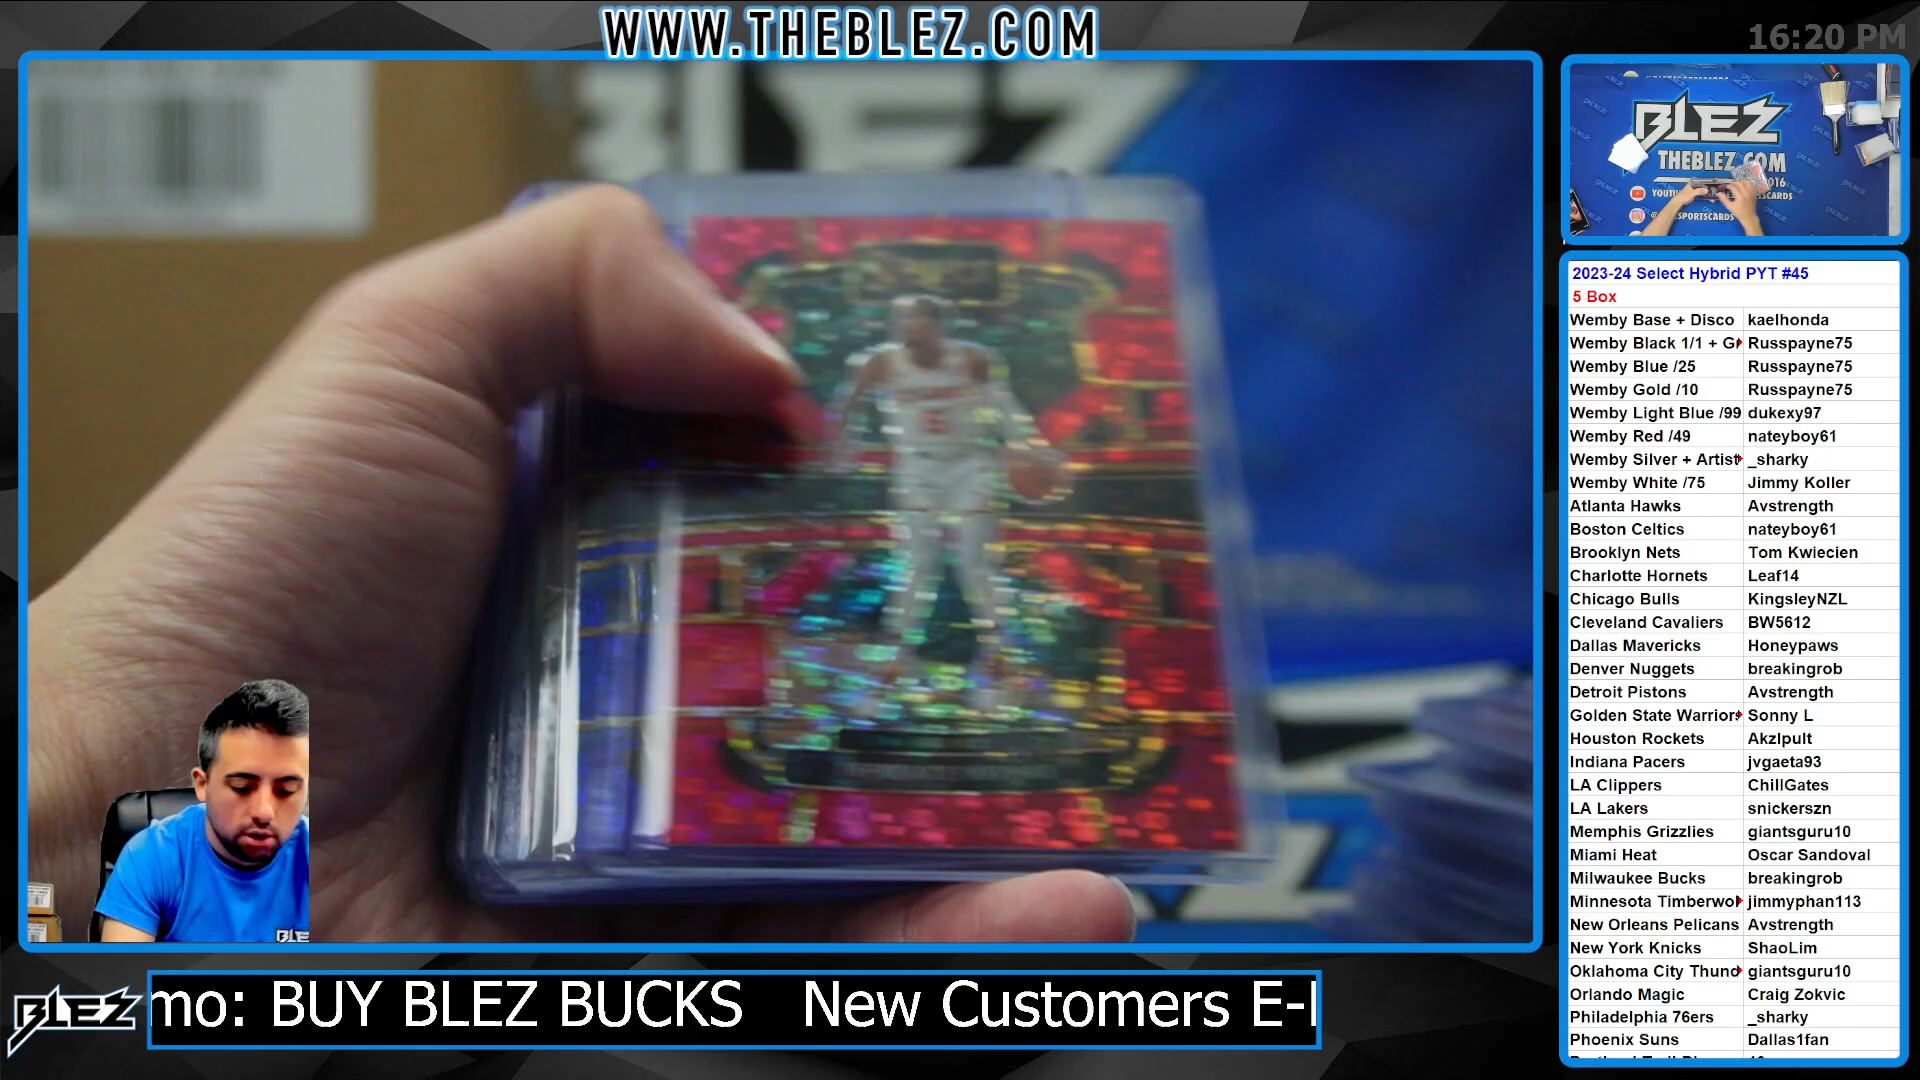 WWW.THEBLEZ.COM
16:20 PM
BLEZ
THEBLEZ.COM
2023-24 Select Hybrid PYT #45
5 Box
Wemby Base + Disco kaelhonda
Wemby Black 1/1 + Gr Russpayne75
Wemby Blue /25 Russpayne75
Wemby Gold /10 Russpayne75
Wemby Light Blue /99 dukexy97
Wemby Red /49 nateyboy61
Wemby Silver + Artist _sharky
Wemby White /75 Jimmy Koller
Atlanta Hawks Avstrength
Boston Celtics nateyboy61
Brooklyn Nets Tom Kwiecien
Charlotte Hornets Leaf14
Chicago Bulls KingsleyNZL
Cleveland Cavaliers BW5612
Dallas Mavericks Honeypaws
Denver Nuggets breakingrob
Detroit Pistons Avstrength
Golden State Warriors Sonny L
Houston Rockets Akzlpult
Indiana Pacers jvgaeta93
LA Clippers ChillGates
LA Lakers snickerszn
Memphis Grizzlies giantsguru10
Miami Heat Oscar Sandoval
Milwaukee Bucks breakingrob
Minnesota Timberwol jimmyphan113
New Orleans Pelicans Avstrength
New York Knicks ShaoLim
Oklahoma City Thund giantsguru10
Orlando Magic Craig Zokvic
Philadelphia 76ers _sharky
Phoenix Suns Dallas1fan
BLE
BLEZ
mo: BUY BLEZ BUCKS New Customers E-